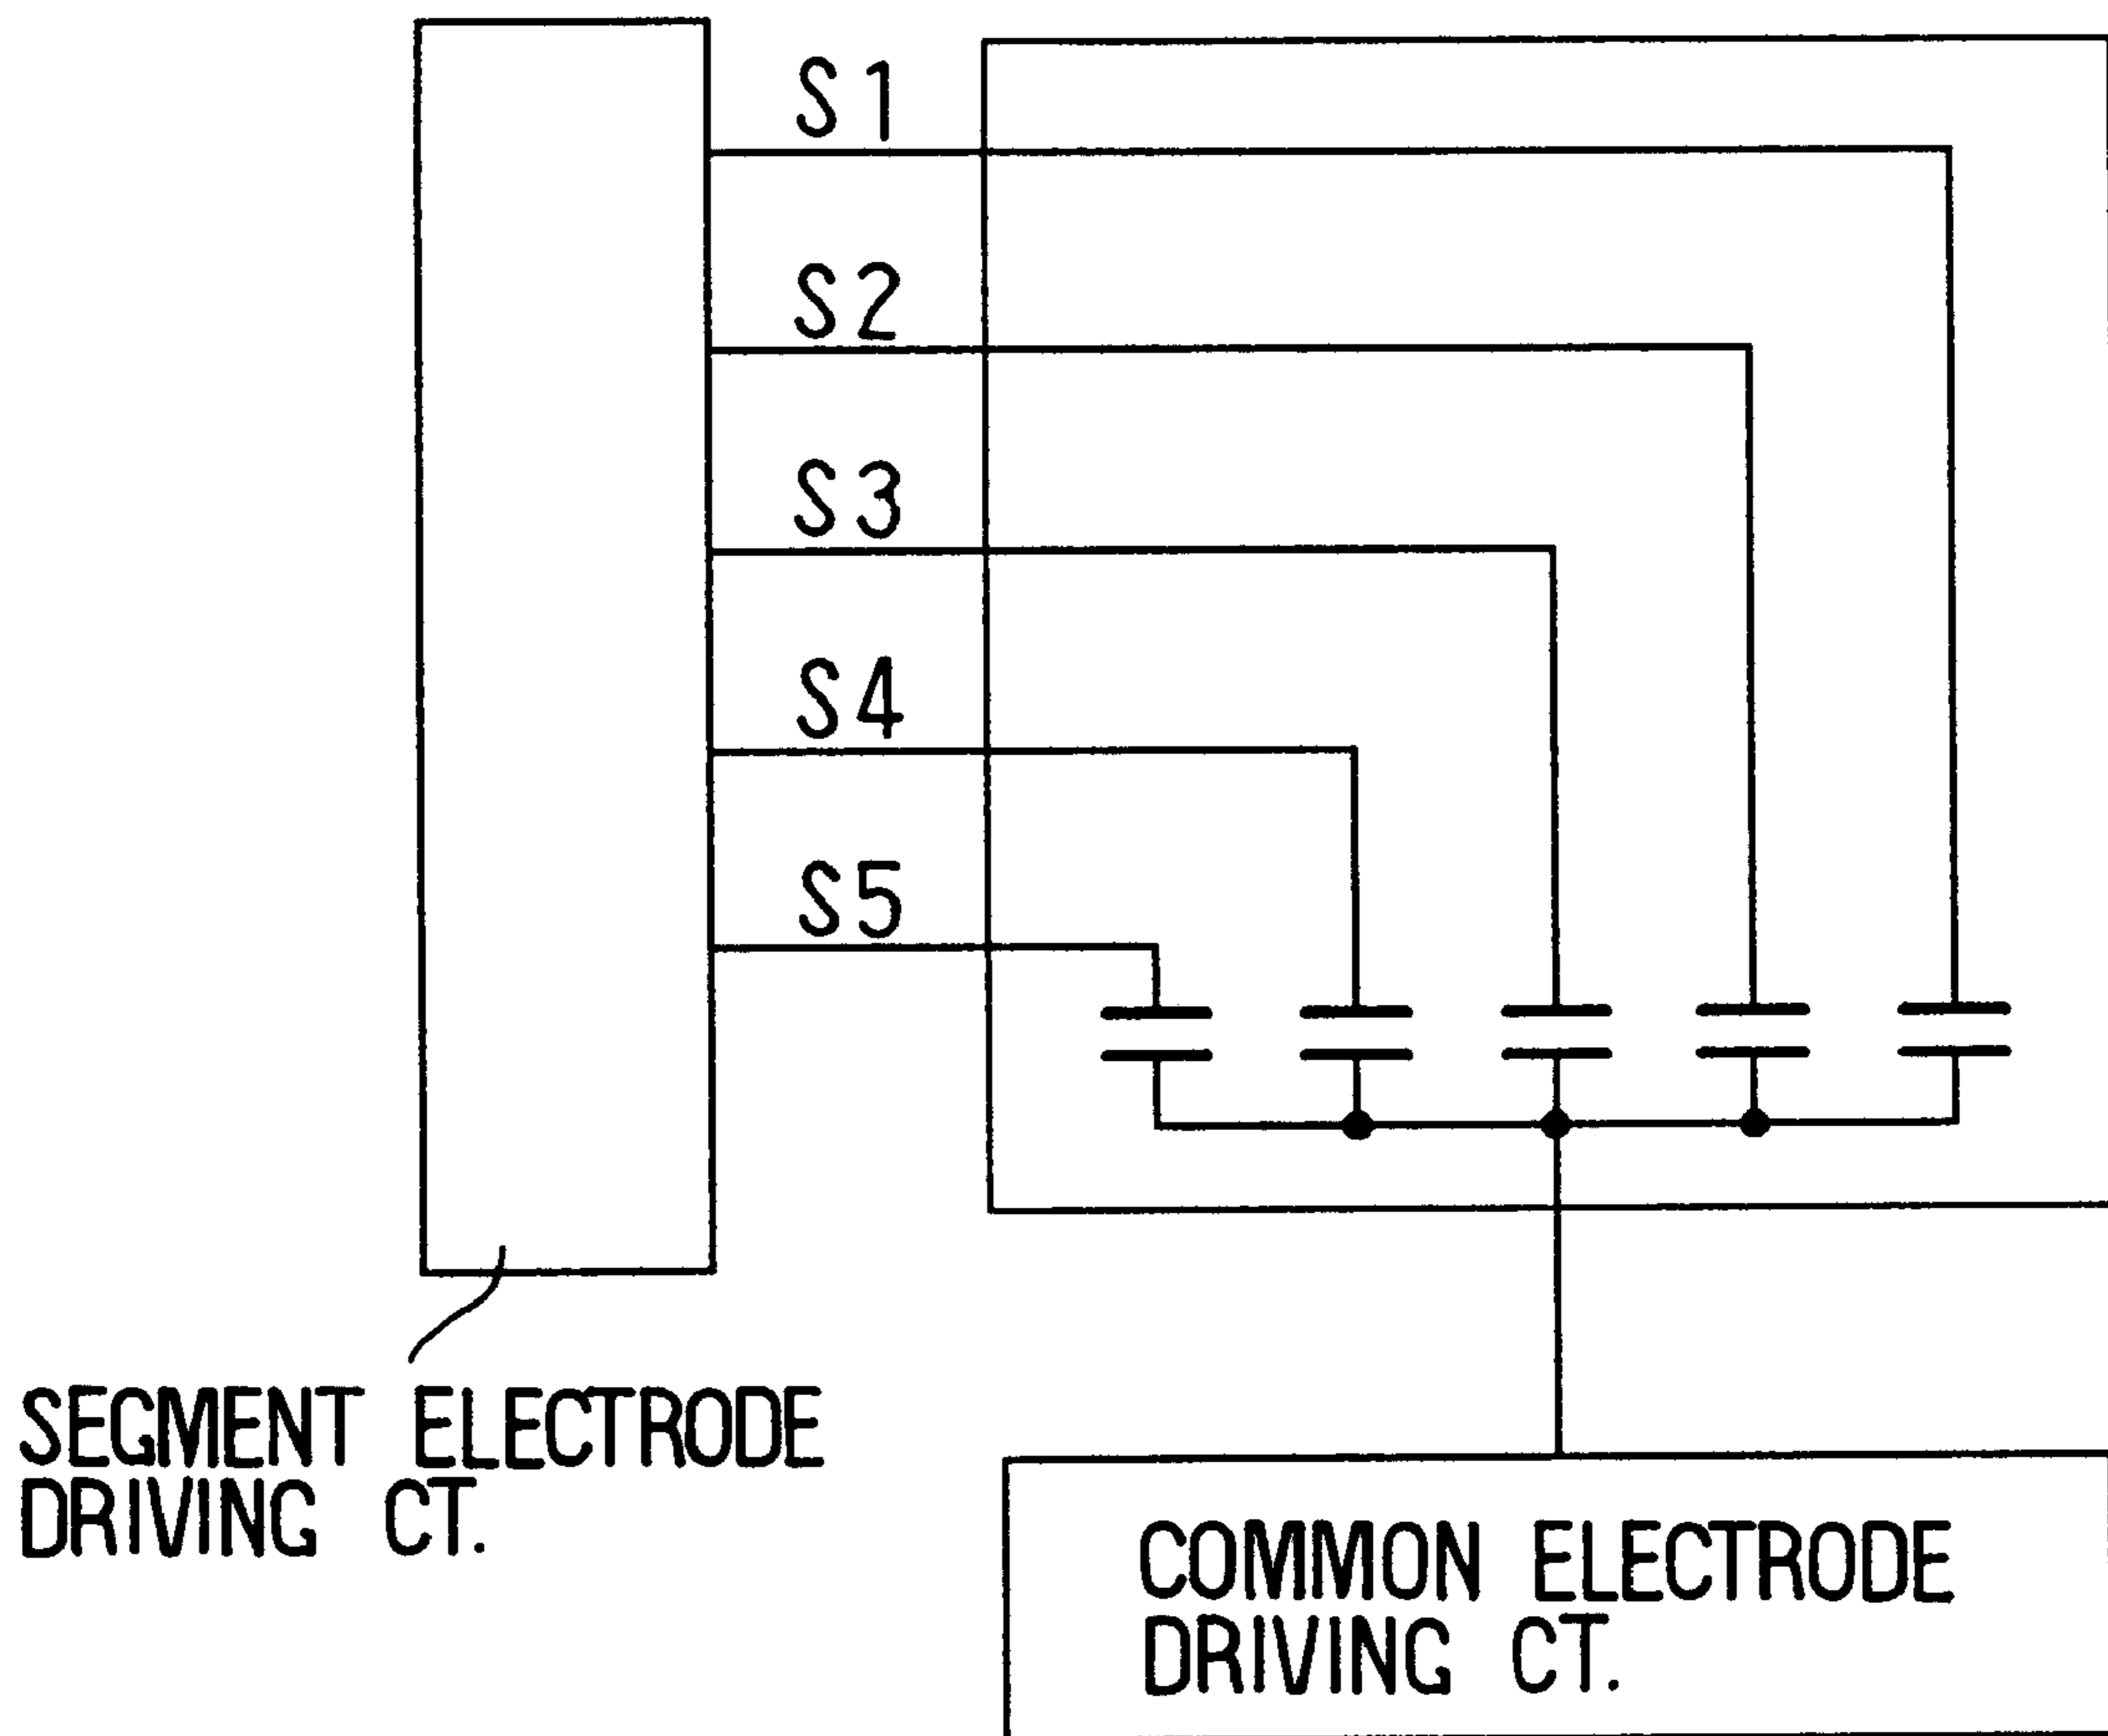 S1
S2
S3
S4
S5
SEGMENT ELECTRODE
DRIVING CT.
COMMON ELECTRODE
DRIVING CT.